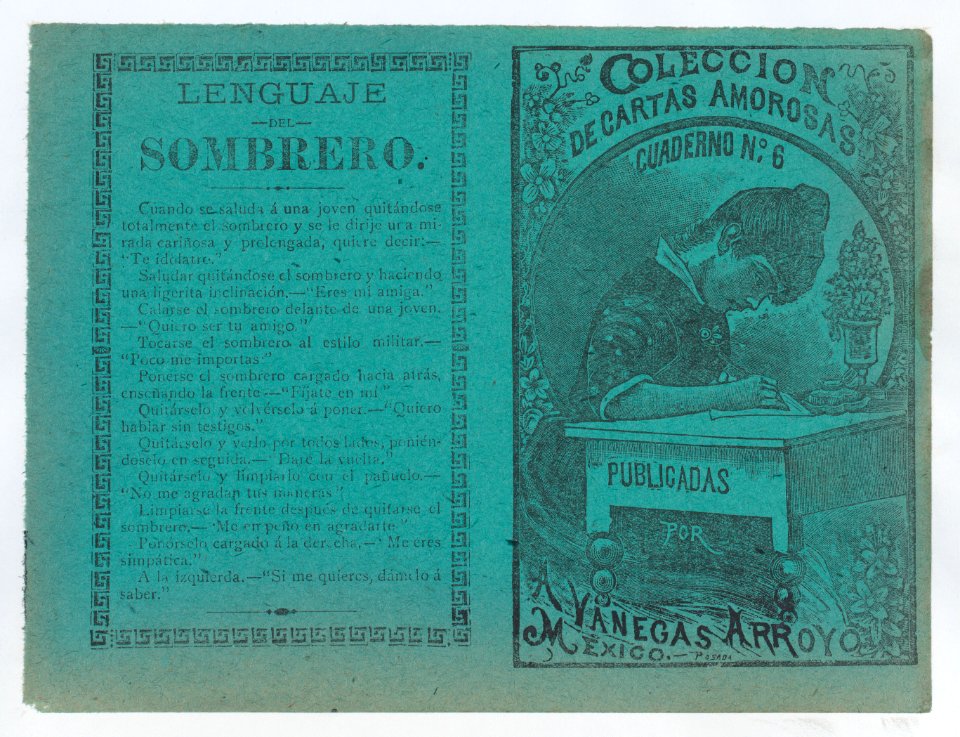 LENGUAJE
—DEL—
SOMBRERO.
Cuando se saluda á una joven quitándose
totalmente el sombrero y se le dirije una mi-
rada cariñosa y prolongada, quiere decir:—
"Te idolatro."
Saludar quitándose el sombrero y haciendo
una ligerita inclinación.—"Eres mi amiga."
Calarse el sombrero delante de una joven.
—"Quiero ser tu amigo."
Tocarse el sombrero al estilo militar.—
"Poco me importas"
Ponerse el sombrero cargado hacia atrás,
enseñando la frente—"Fíjate en mí"
Quitárselo y volvérselo á poner.—"Quiero
hablar sin testigos."
Quitárselo y verlo por todos lados, ponién-
doselo en seguida.—"Daré la vuelta."
Quitárselo y limpiarlo con el pañuelo.—
"No me agradan tus maneras"
Limpiarse la frente después de quitarse el
sombrero.—"Me empeño en agradarte"
Ponérselo cargado á la derecha.—"Me eres
simpática."
A la izquierda.—"Si me quieres, dámelo á
saber."
COLECCION
DE CARTAS AMOROSAS
CUADERNO No. 6
PUBLICADAS
POR
A VANEGAS ARROYO
MEXICO.—POSADA